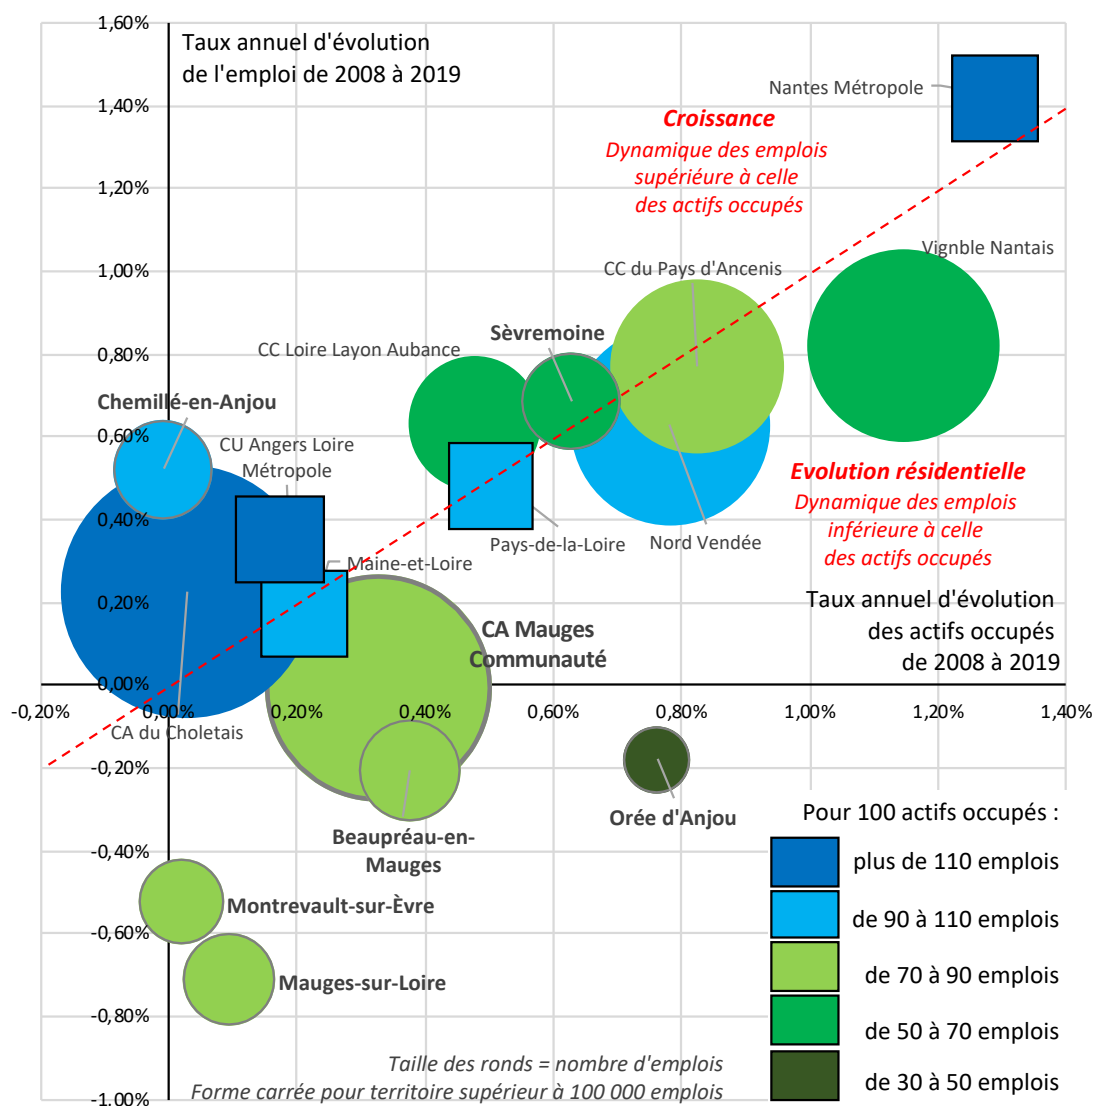 1,60%
Taux annuel d'évolution
de l'emploi de 2008 à 2019
Nantes Métropole
1,40%
Croissance
Dynamique des emplois
supériéure à celle
des actifs occupés
1,20%
1,00%
Vignble Nantais
CC du Pays d'Ancenis
Sèvremoine
CC Loire Layon Aubance
0,80%
Chemillé-en-Anjou
0,60%
CU Angers Loire
Métropole
Evolution résidentielle
Dynamique des emplois
inférieure à celle
des actifs occupés
0,40%
Pays-de-la-Loire
Nord Vendée
Maine-et-Loire
0,20%
Taux annuel d'évolution
des actifs occupés
de 2008 à 2019
CA Mauges
Communauté
0,00%
-0,20%
0,00%
0,20%
0,40%
0,60%
0,80%
1,00%
1,20%
1,40%
CA du Choletais
-0,20%
Orée d'Anjou
Beaupréau-en-
Mauges
-0,40%
Montrevault-sur-Èvre
-0,60%
Mauges-sur-Loire
-0,80%
-1,00%
Pour 100 actifs occupés :
plus de 110 emplois
de 90 à 110 emplois
de 70 à 90 emplois
de 50 à 70 emplois
de 30 à 50 emplois
Taille des ronds = nombre d'emplois
Forme carrée pour territoire supérieur à 100 000 emplois